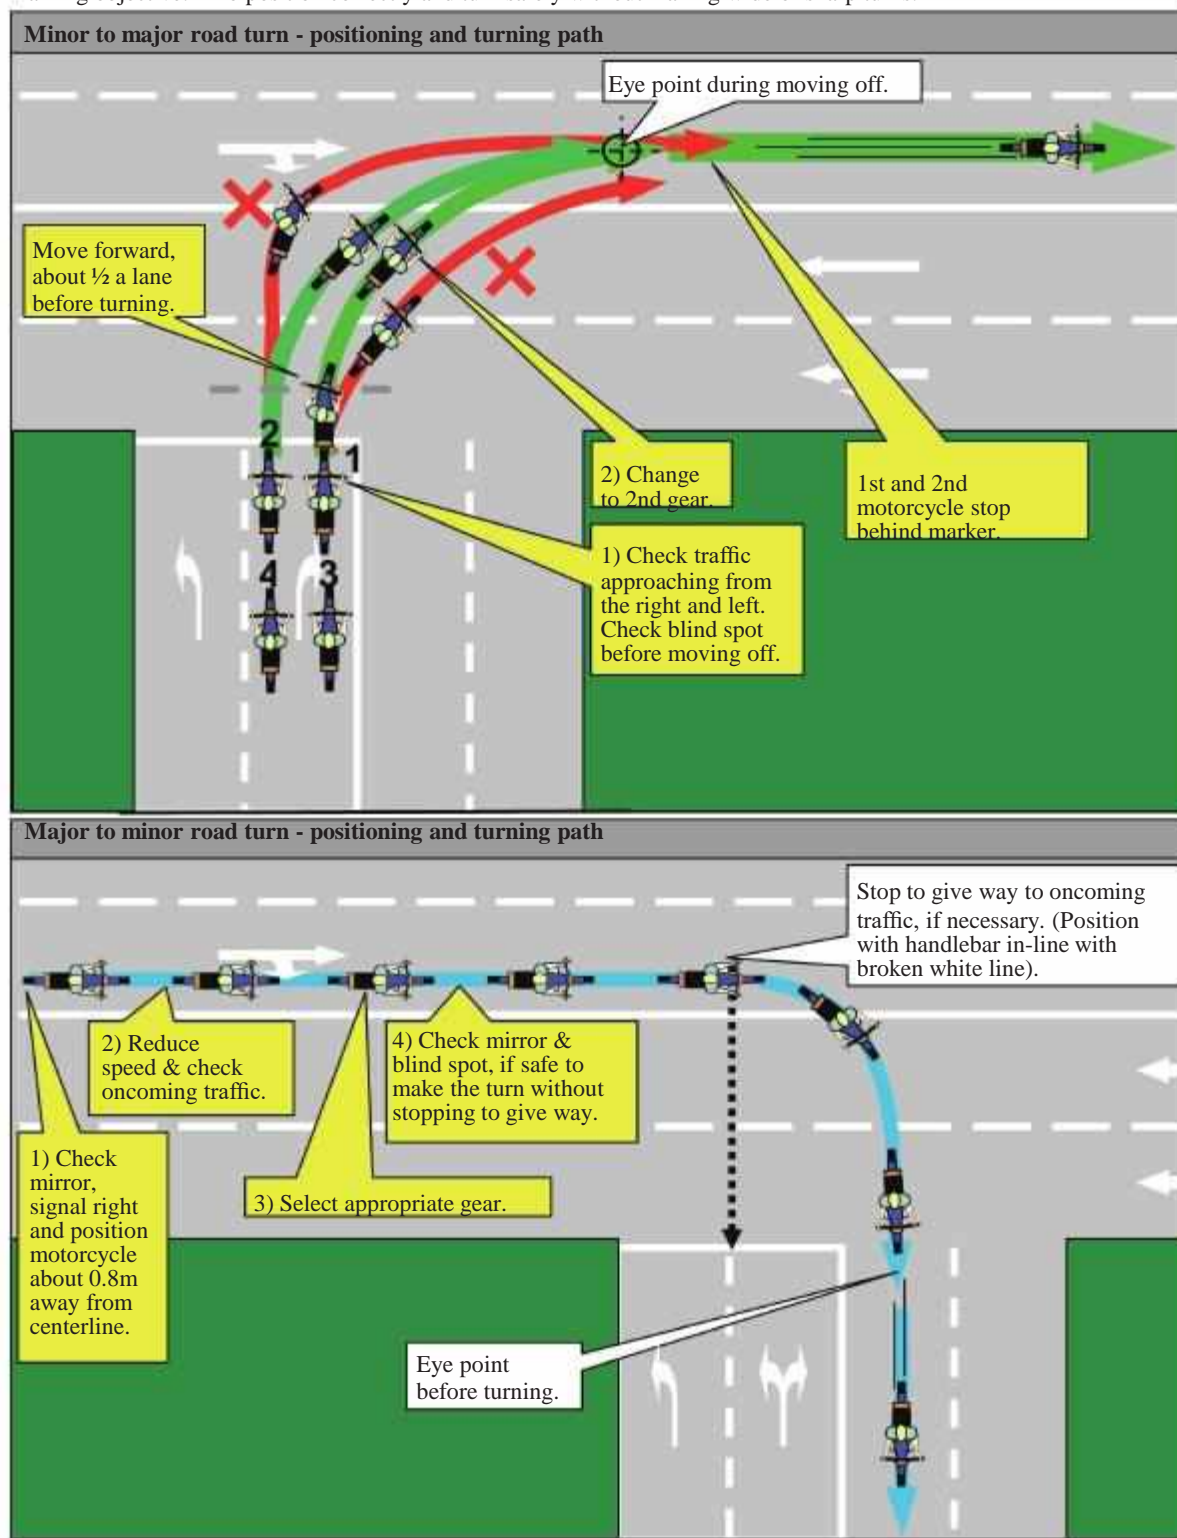 Minor to major road turn - positioning and turning path
Eye point during moving off.
Move forward,
about ½ a lane
before turning.
2
1
2) Change
to 2nd gear.
1st and 2nd
motorcycle stop
behind marker.
1) Check traffic
approaching from
the right and left.
Check blind spot
before moving off.
4 3
Major to minor road turn - positioning and turning path
Stop to give way to oncoming
traffic, if necessary. (Position
with handlebar in-line with
broken white line).
2) Reduce
speed & check
oncoming traffic.
4) Check mirror &
blind spot, if safe to
make the turn without
stopping to give way.
1) Check
mirror,
signal right
and position
motorcycle
about 0.8m
away from
centerline.
3) Select appropriate gear.
Eye point
before turning.